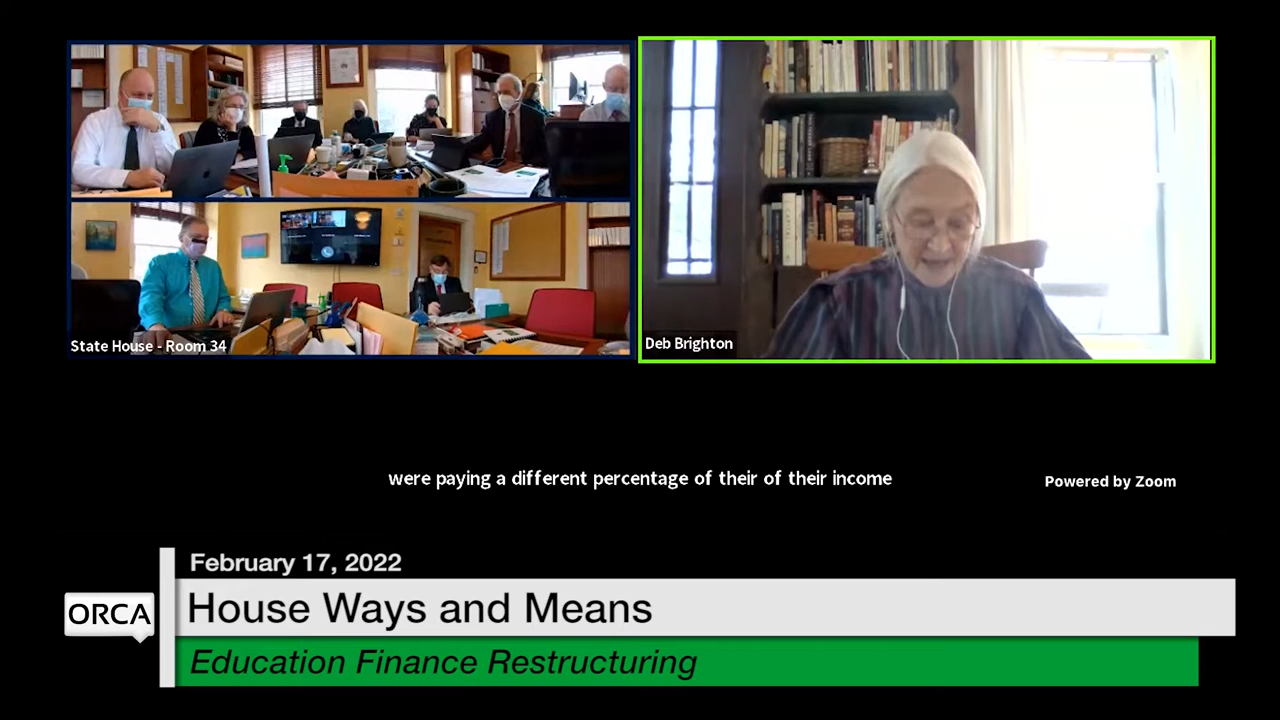 State House - Room 34
Deb Brighton
were paying a different percentage of their of their income
Powered by Zoom
February 17, 2022
ORCA
House Ways and Means
Education Finance Restructuring